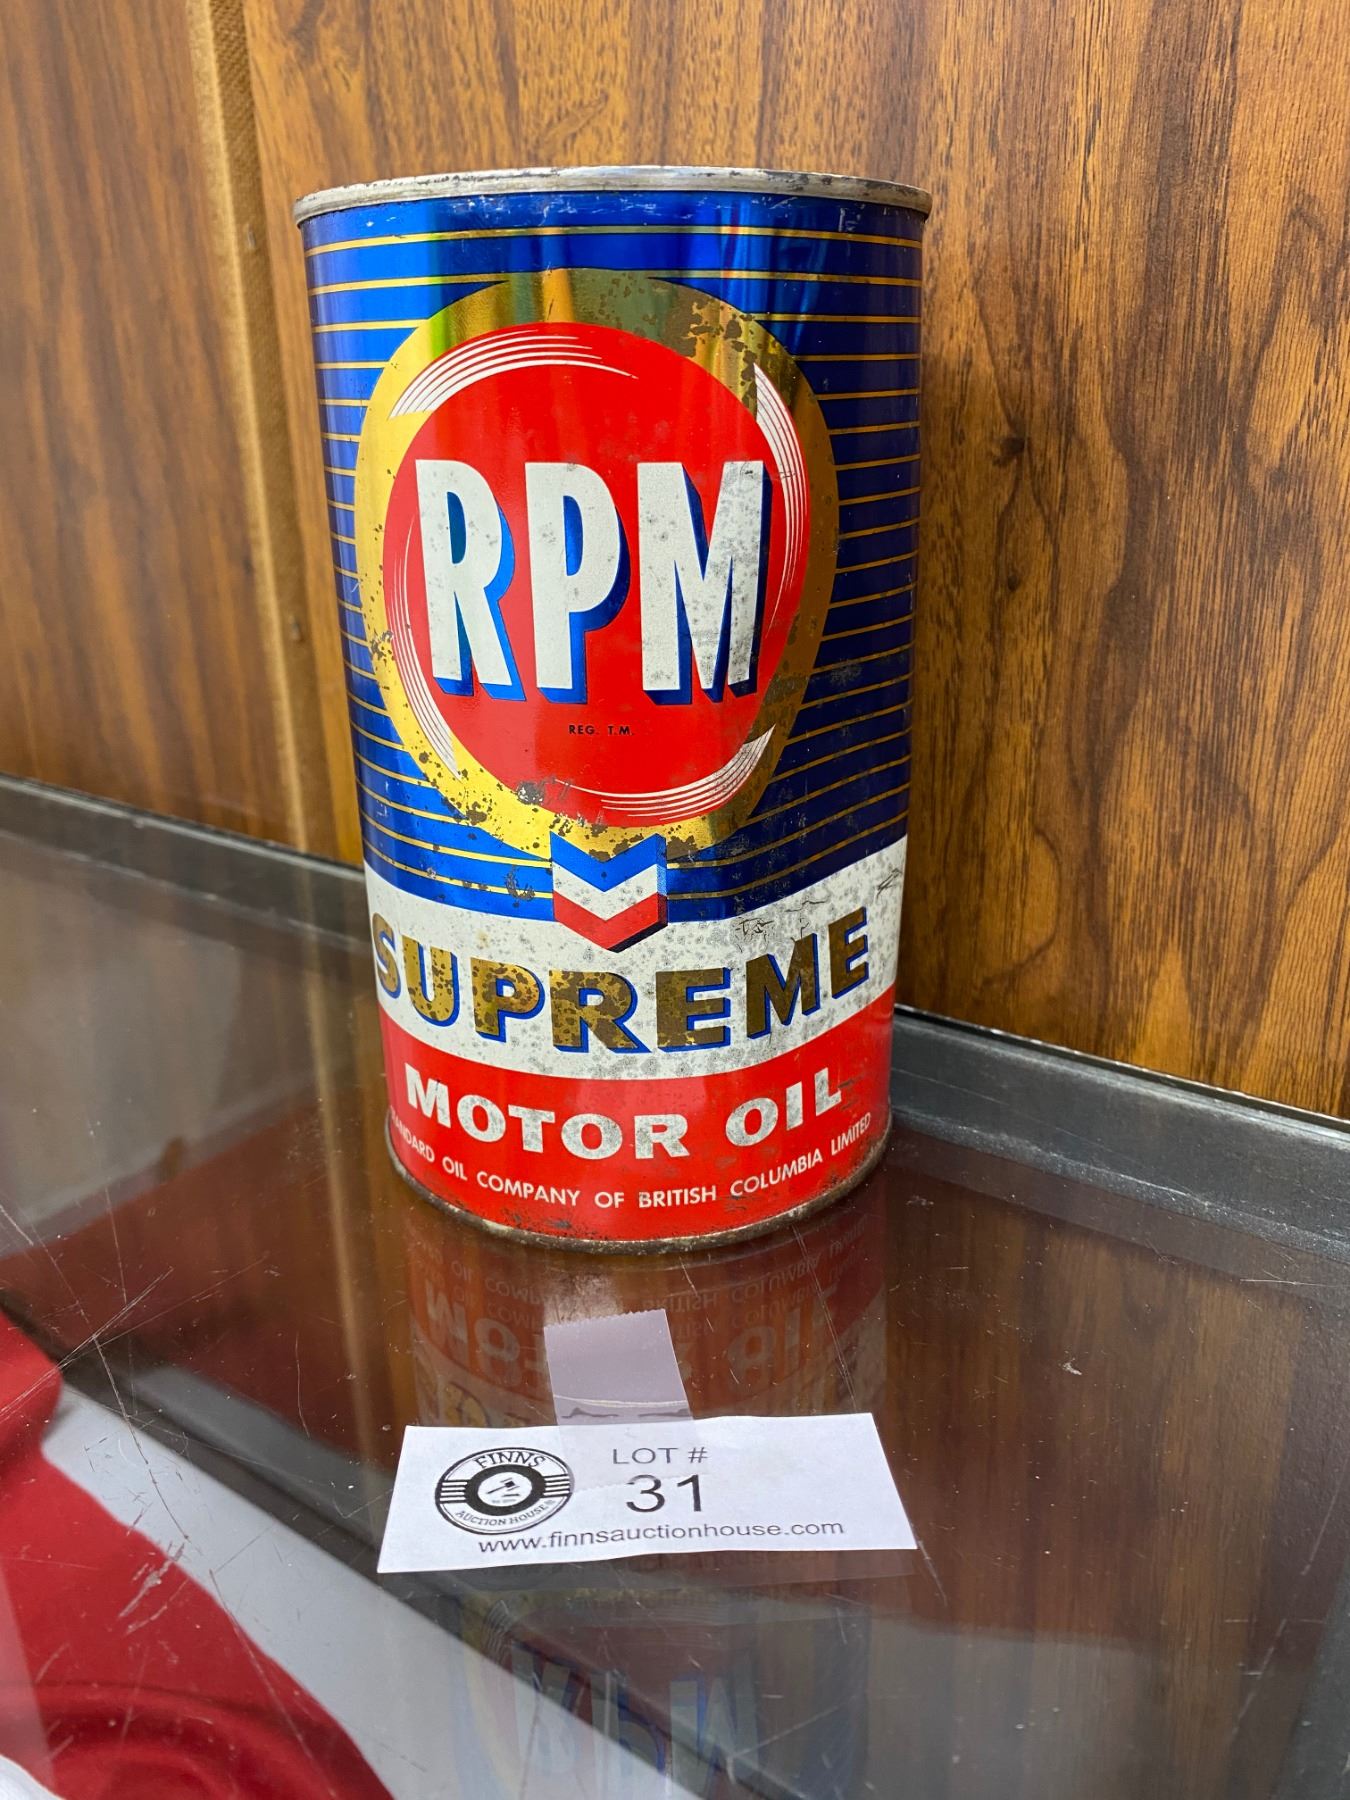 RPM
REG. T.M.
SUPREME
MOTOR OIL
STANDARD OIL COMPANY OF BRITISH COLUMBIA LIMITED
FINNS
AUCTION HOUSE
LOT #
31
www.finnsauctionhouse.com